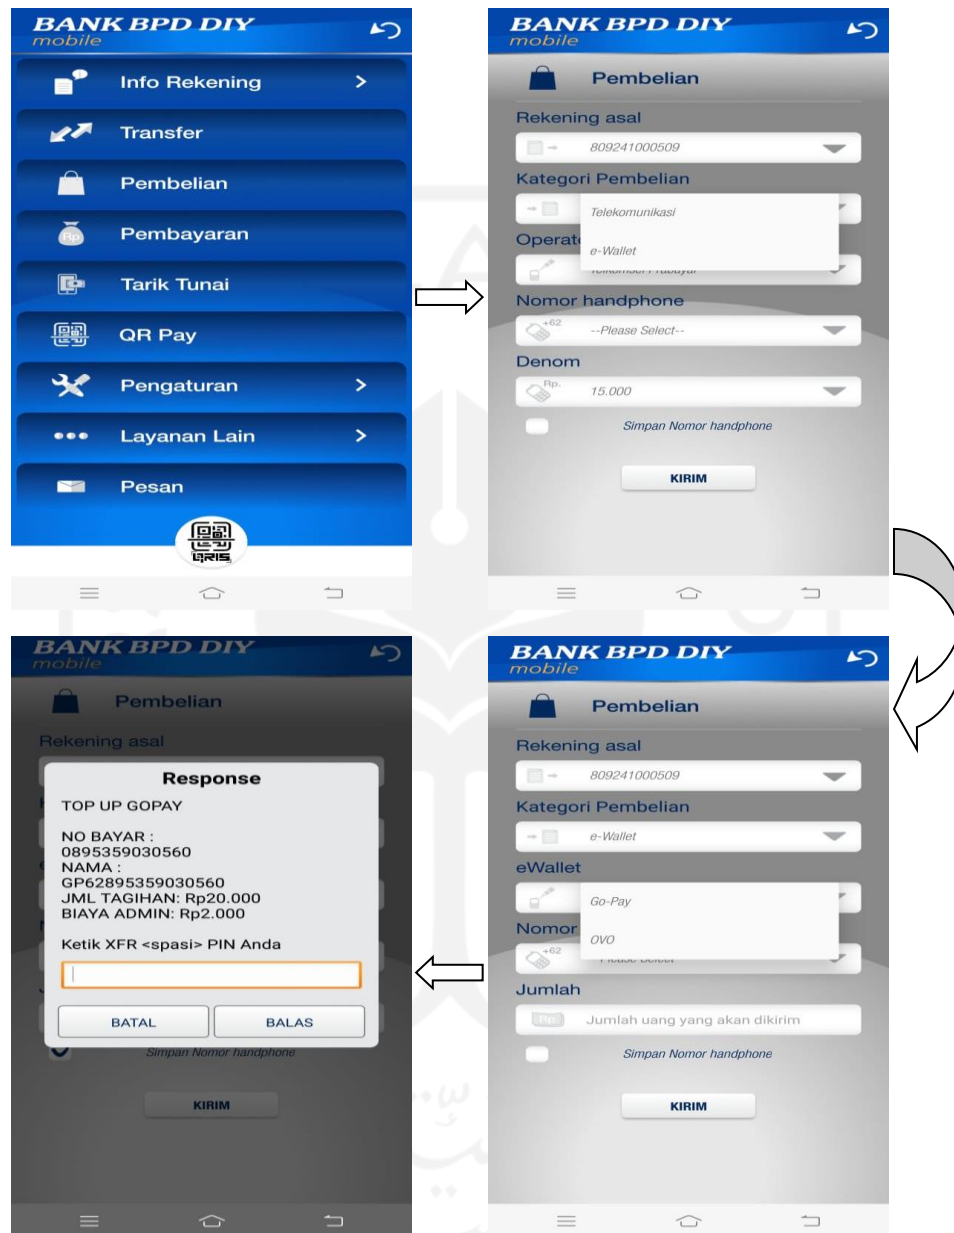 BANK BPD DIY
mobile
Info Rekening
Transfer
Pembelian
Pembayaran
Tarik Tunai
QR Pay
Pengaturan
Layanan Lain
Pesan
QRIS
BANK BPD DIY
mobile
Pembelian
Rekening asal
809241000509
Kategori Pembelian
Telekomunikasi
e-Wallet
Operat
Telkomsel Prabayar
Nomor handphone
+62
--Please Select--
Denom
Rp.
15.000
Simpan Nomor handphone
KIRIM
BANK BPD DIY
mobile
Pembelian
Rekening asal
Response
TOP UP GOPAY
NO BAYAR :
0895359030560
NAMA :
GP62895359030560
JML TAGIHAN: Rp20.000
BIAYA ADMIN: Rp2.000
Ketik XFR <spasi> PIN Anda
BATAL
BALAS
Simpan Nomor handphone
KIRIM
BANK BPD DIY
mobile
Pembelian
Rekening asal
809241000509
Kategori Pembelian
e-Wallet
eWallet
Go-Pay
OVO
Nomor
+62
Jumlah
Rp
Jumlah uang yang akan dikirim
Simpan Nomor handphone
KIRIM